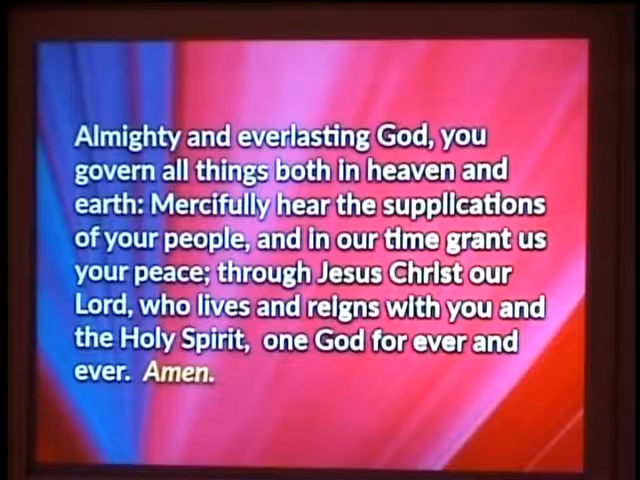 Almighty and everlasting God, you
govern all things both in heaven and
earth: Mercifully hear the supplications
of your people, and in our time grant us
your peace; through Jesus Christ our
Lord, who lives and reigns with you and
the Holy Spirit, one God for ever and
ever. Amen.